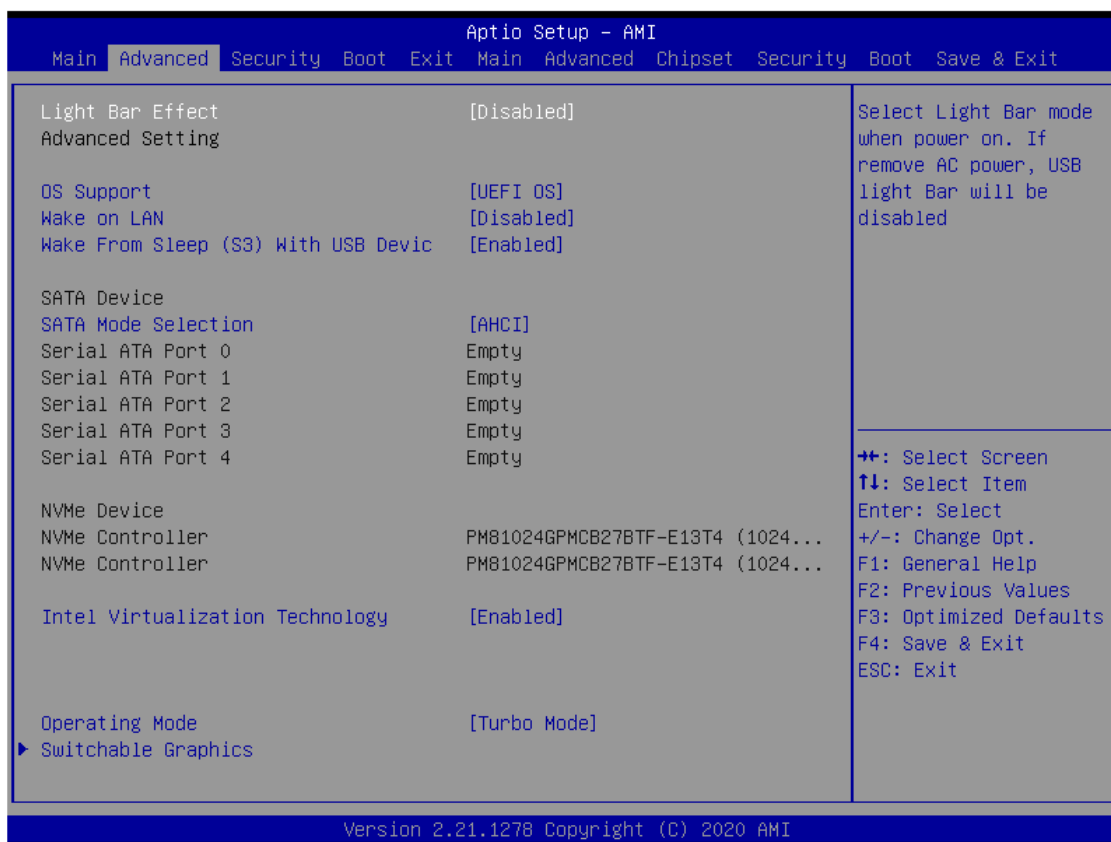 Aptio Setup – AMI
Main Advanced Security Boot Exit Main Advanced Chipset Security Boot Save & Exit
Light Bar Effect [Disabled]
Advanced Setting
OS Support [UEFI OS]
Wake on LAN [Disabled]
Wake From Sleep (S3) With USB Devic [Enabled]
SATA Device
SATA Mode Selection [AHCI]
Serial ATA Port 0 Empty
Serial ATA Port 1 Empty
Serial ATA Port 2 Empty
Serial ATA Port 3 Empty
Serial ATA Port 4 Empty
NVMe Device
NVMe Controller PM81024GPMCB27BTF-E13T4 (1024...
NVMe Controller PM81024GPMCB27BTF-E13T4 (1024...
Intel Virtualization Technology [Enabled]
Operating Mode [Turbo Mode]
▶ Switchable Graphics
Select Light Bar mode
when power on. If
remove AC power, USB
light Bar will be
disabled
→←: Select Screen
↑↓: Select Item
Enter: Select
+/-: Change Opt.
F1: General Help
F2: Previous Values
F3: Optimized Defaults
F4: Save & Exit
ESC: Exit
Version 2.21.1278 Copyright (C) 2020 AMI